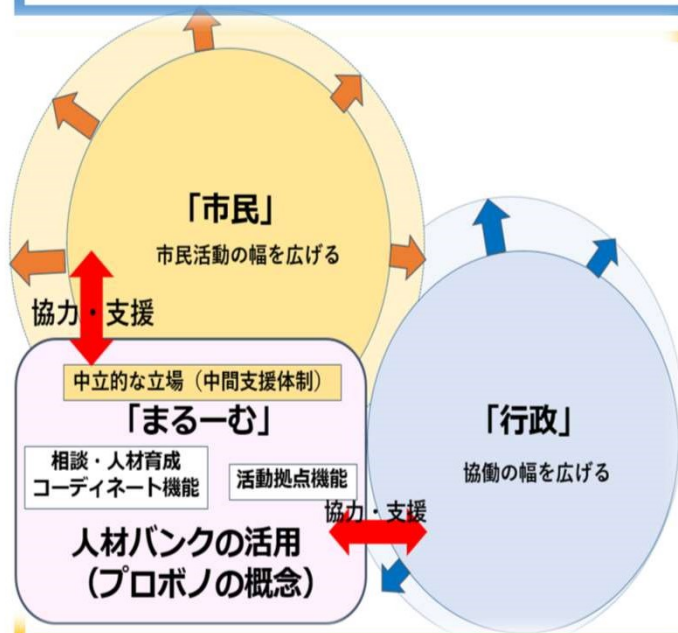 「市民」
市民活動の幅を広げる
協力・支援
中立的な立場（中間支援体制）
「まるーむ」
相談・人材育成
コーディネート機能
活動拠点機能
人材バンクの活用
（プロボノの概念）
「行政」
協働の幅を広げる
協力・支援